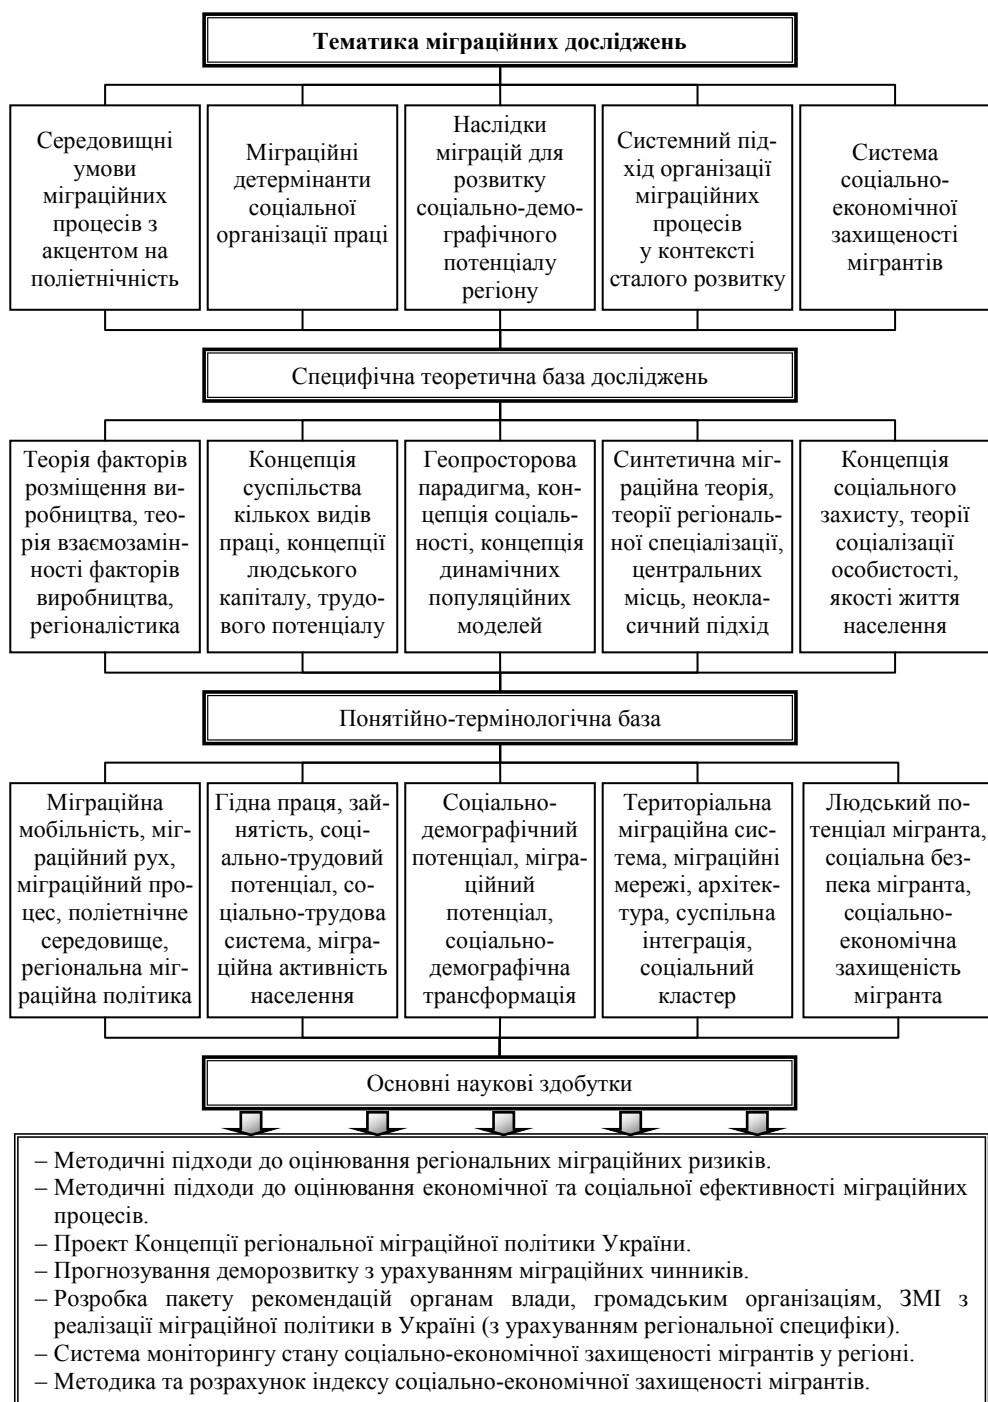 Тематика міграційних досліджень
Середовищні
умови
міграційних
процесів з
акцентом на
поліетнічність
Міграційні
детермінанти
соціальної
організації праці
Наслідки
міграцій для
розвитку
соціально-демо-
графічного
потенціалу
регіону
Системний під-
хід організації
міграційних
процесів
у контексті
сталого розвитку
Система
соціально-
економічної
захищеності
мігрантів
Специфічна теоретична база досліджень
Теорія факторів
розміщення ви-
робництва, тео-
рія взаємозамін-
ності факторів
виробництва,
регіоналістика
Концепція
суспільства
кількох видів
праці, концепції
людського
капіталу, трудо-
вого потенціалу
Геопросторова
парадигма, кон-
цепція соціаль-
ності, концепція
динамічних
популяційних
моделей
Синтетична міг-
раційна теорія,
теорії регіональ-
ної спеціалізації,
центральних
місць, неокла-
сичний підхід
Концепція
соціального
захисту, теорії
соціалізації
особистості,
якості життя
населення
Понятійно-термінологічна база
Міграційна
мобільність, міг-
раційний рух,
міграційний про-
цес, поліетнічне
середовище,
регіональна міг-
раційна політика
Гідна праця, зай-
нятість, соці-
ально-трудовий
потенціал, со-
ціально-трудова
система, мігра-
ційна активність
населення
Соціально-
демографічний
потенціал, мігра-
ційний
потенціал,
соціально-
демографічна
трансформація
Територіальна
міграційна сис-
тема, міграційні
мережі, архітек-
тура, суспільна
інтеграція,
соціальний
кластер
Людський по-
тенціал мігранта,
соціальна без-
пека мігранта,
соціально-
економічна
захищеність
мігранта
Основні наукові здобутки
– Методичні підходи до оцінювання регіональних міграційних ризиків.
– Методичні підходи до оцінювання економічної та соціальної ефективності міграційних
процесів.
– Проект Концепції регіональної міграційної політики України.
– Прогнозування деморозвитку з урахуванням міграційних чинників.
– Розробка пакету рекомендацій органам влади, громадським організаціям, ЗМІ з
реалізації міграційної політики в Україні (з урахуванням регіональної специфіки).
– Система моніторингу стану соціально-економічної захищеності мігрантів у регіоні.
– Методика та розрахунок індексу соціально-економічної захищеності мігрантів.